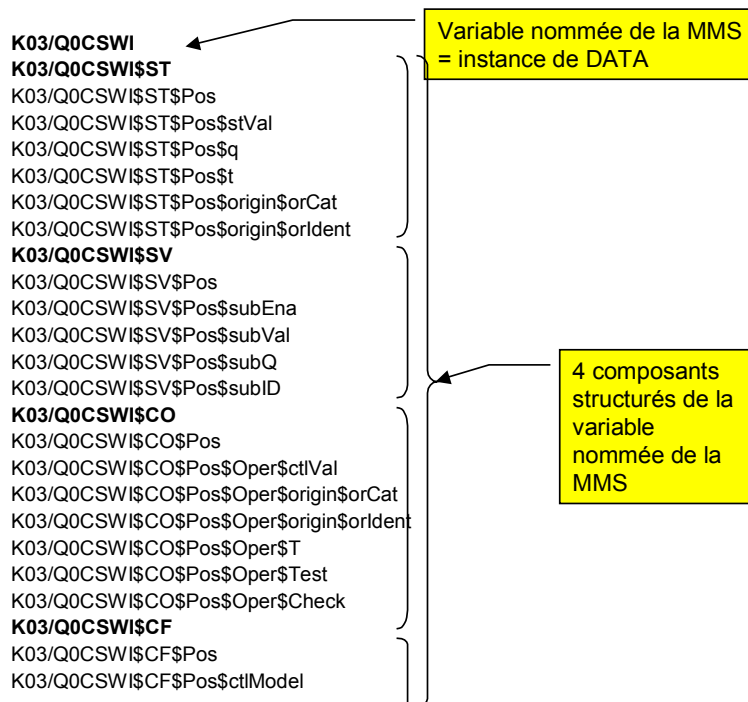 Variable nommée de la MMS
= instance de DATA
K03/Q0CSWI
K03/Q0CSWI$ST
K03/Q0CSWI$ST$Pos
K03/Q0CSWI$ST$Pos$stVal
K03/Q0CSWI$ST$Pos$q
K03/Q0CSWI$ST$Pos$t
K03/Q0CSWI$ST$Pos$origin$orCat
K03/Q0CSWI$ST$Pos$origin$orIdent
K03/Q0CSWI$SV
K03/Q0CSWI$SV$Pos
K03/Q0CSWI$SV$Pos$subEna
K03/Q0CSWI$SV$Pos$subVal
K03/Q0CSWI$SV$Pos$subQ
K03/Q0CSWI$SV$Pos$subID
K03/Q0CSWI$CO
K03/Q0CSWI$CO$Pos
K03/Q0CSWI$CO$Pos$Oper$ctlVal
K03/Q0CSWI$CO$Pos$Oper$origin$orCat
K03/Q0CSWI$CO$Pos$Oper$origin$orIdent
K03/Q0CSWI$CO$Pos$Oper$T
K03/Q0CSWI$CO$Pos$Oper$Test
K03/Q0CSWI$CO$Pos$Oper$Check
K03/Q0CSWI$CF
K03/Q0CSWI$CF$Pos
K03/Q0CSWI$CF$Pos$ctlModel
4 composants
structurés de la
variable
nommée de la
MMS